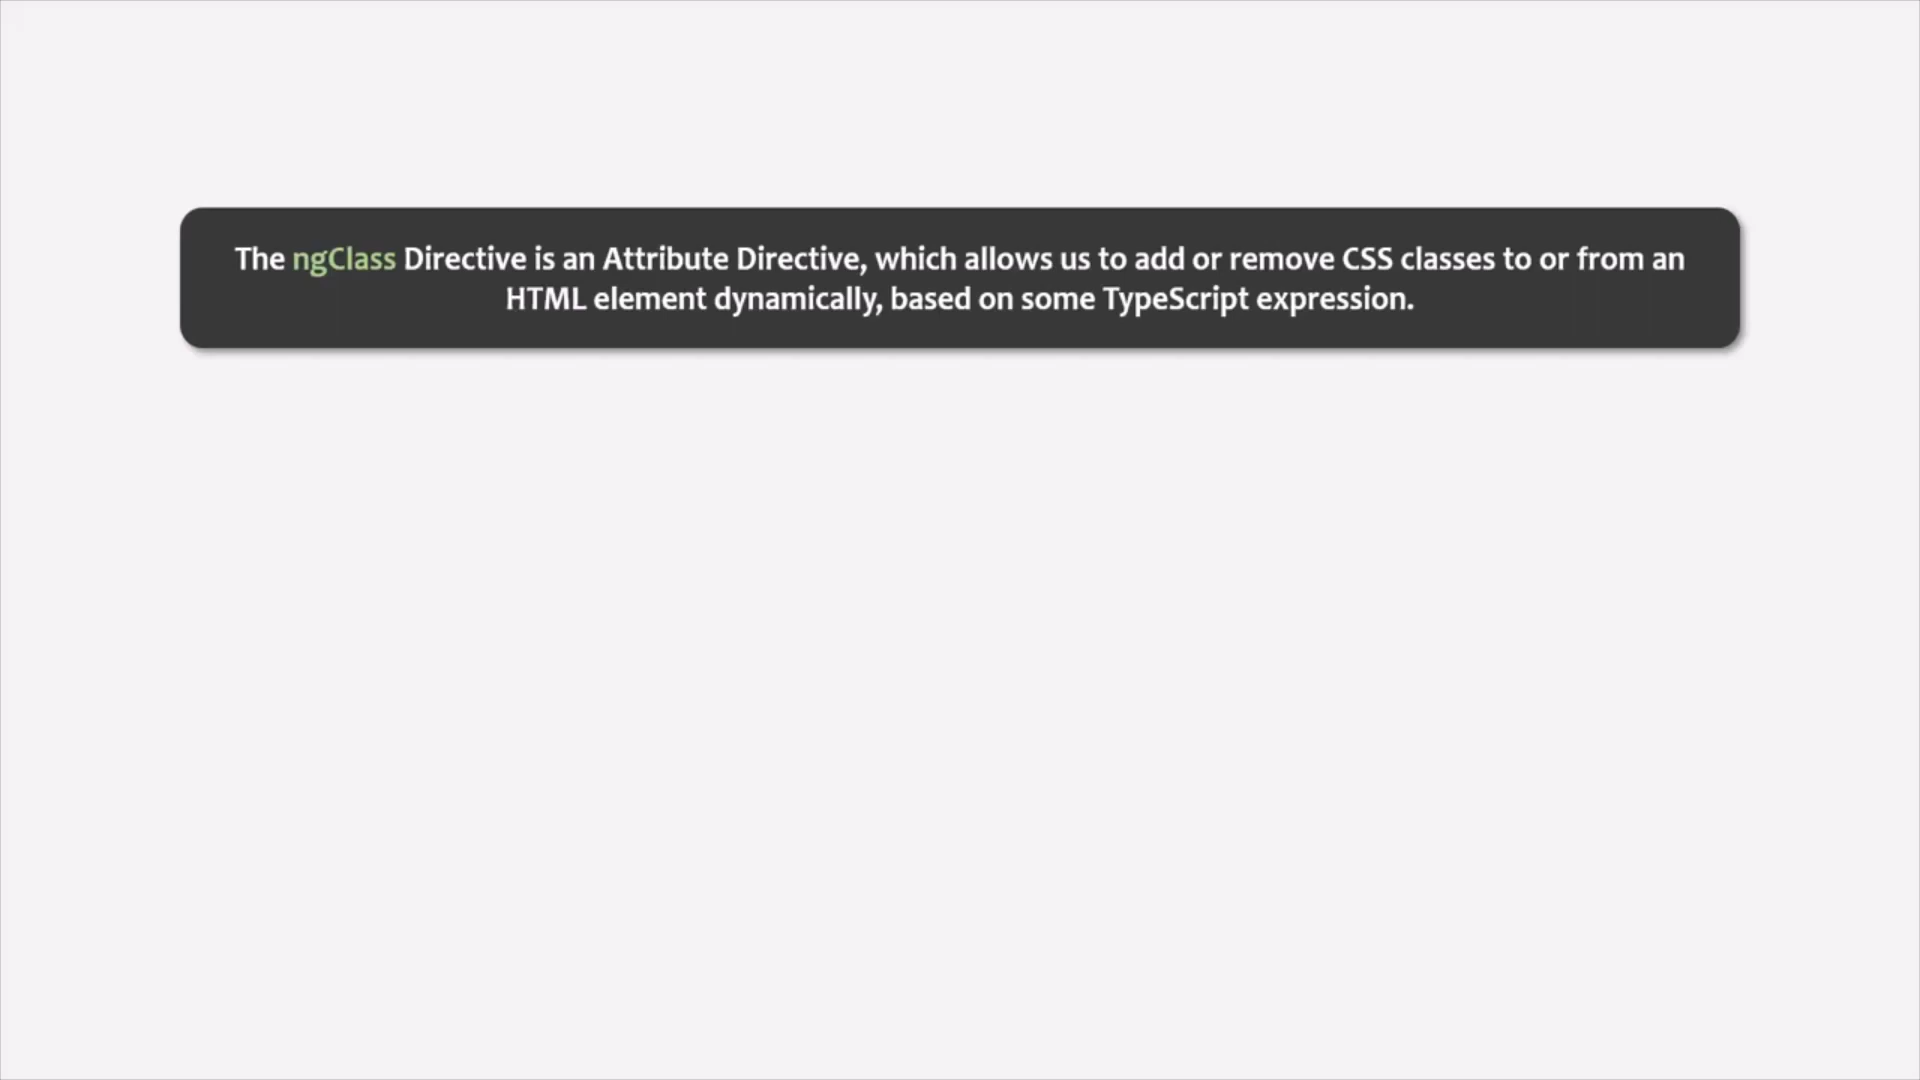 The ngClass Directive is an Attribute Directive, which allows us to add or remove CSS classes to or from an
HTML element dynamically, based on some TypeScript expression.